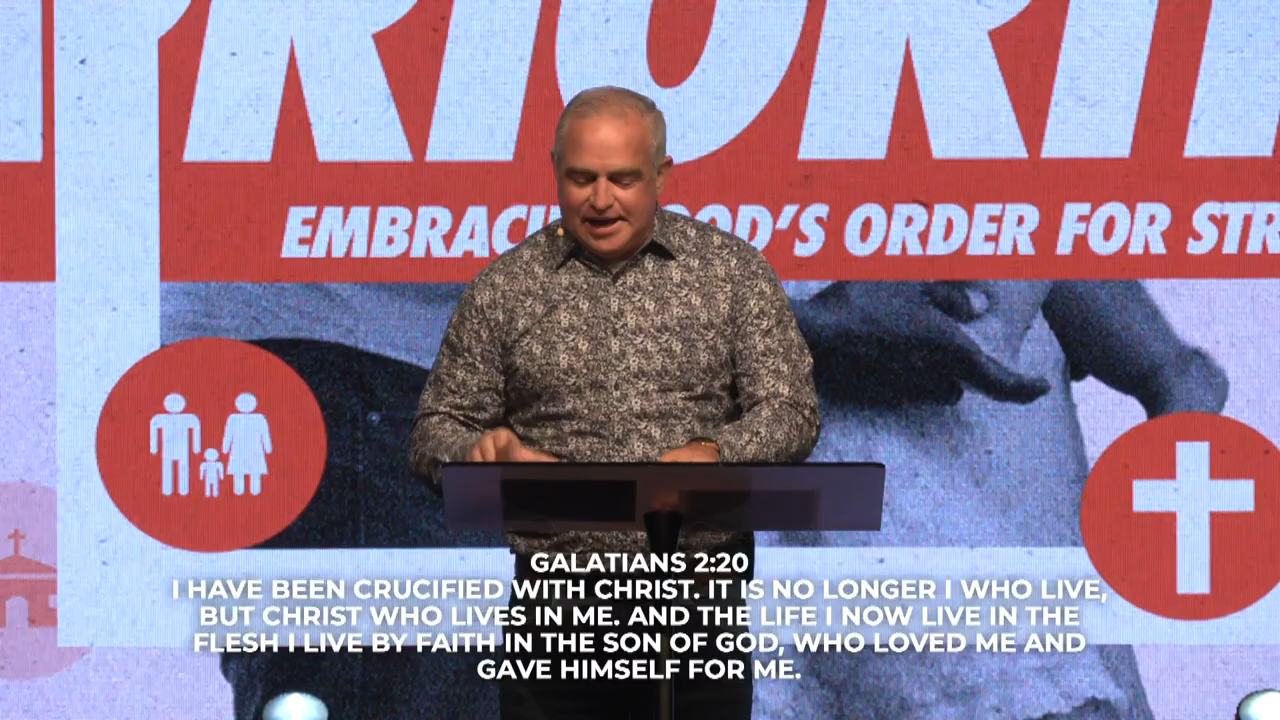 PRIORIT
EMBRACI GOD'S ORDER FOR STR
GALATIANS 2:20
I HAVE BEEN CRUCIFIED WITH CHRIST. IT IS NO LONGER I WHO LIVE,
BUT CHRIST WHO LIVES IN ME. AND THE LIFE I NOW LIVE IN THE
FLESH I LIVE BY FAITH IN THE SON OF GOD, WHO LOVED ME AND
GAVE HIMSELF FOR ME.